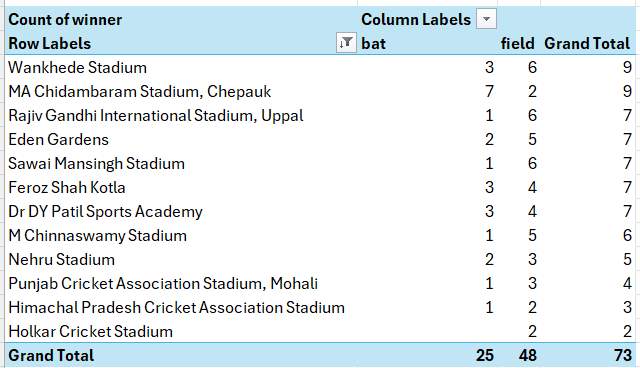 Count of winner Column Labels
Row Labels bat field Grand Total
Wankhede Stadium 3 6 9
MA Chidambaram Stadium, Chepauk 7 2 9
Rajiv Gandhi International Stadium, Uppal 1 6 7
Eden Gardens 2 5 7
Sawai Mansingh Stadium 1 6 7
Feroz Shah Kotla 3 4 7
Dr DY Patil Sports Academy 3 4 7
M Chinnaswamy Stadium 1 5 6
Nehru Stadium 2 3 5
Punjab Cricket Association Stadium, Mohali 1 3 4
Himachal Pradesh Cricket Association Stadium 1 2 3
Holkar Cricket Stadium 2 2
Grand Total 25 48 73